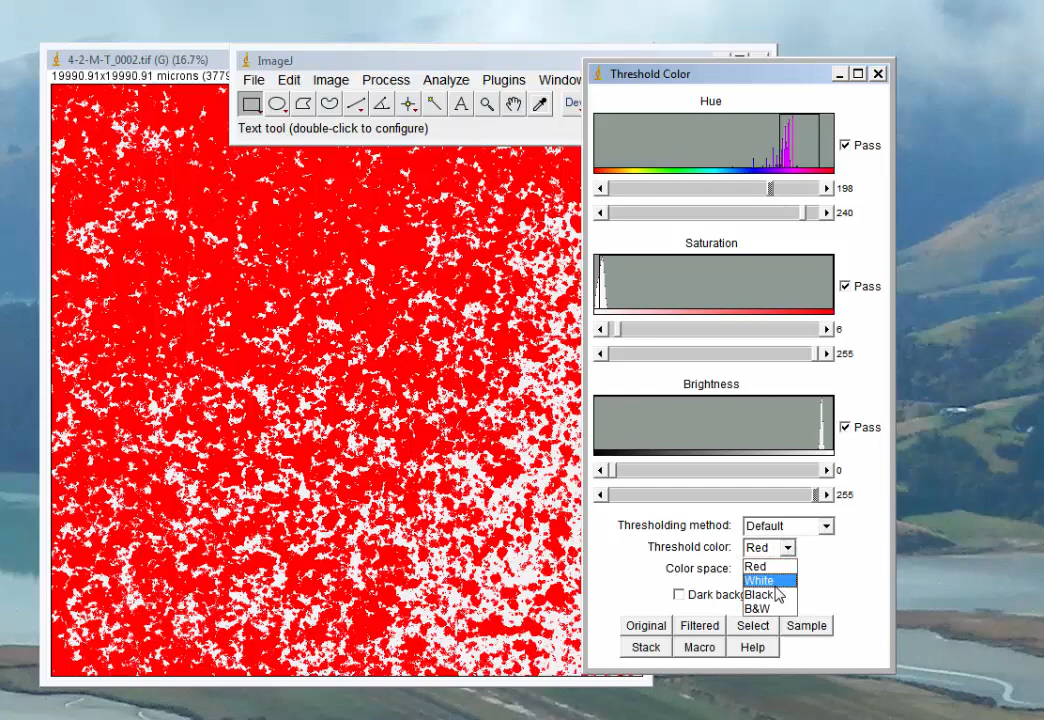 4-2-M-T_0002.tif (G) (16.7%)
19990.91x19990.91 microns (3779
ImageJ
File Edit Image Process Analyze Plugins Window
A
Text tool (double-click to configure)
Threshold Color
Hue
Pass
198
240
Saturation
Pass
6
255
Brightness
Pass
0
255
Thresholding method: Default
Threshold color: Red
Red
Color space:
White
Black
Dark back
B&W
Original Filtered Select Sample
Stack Macro Help